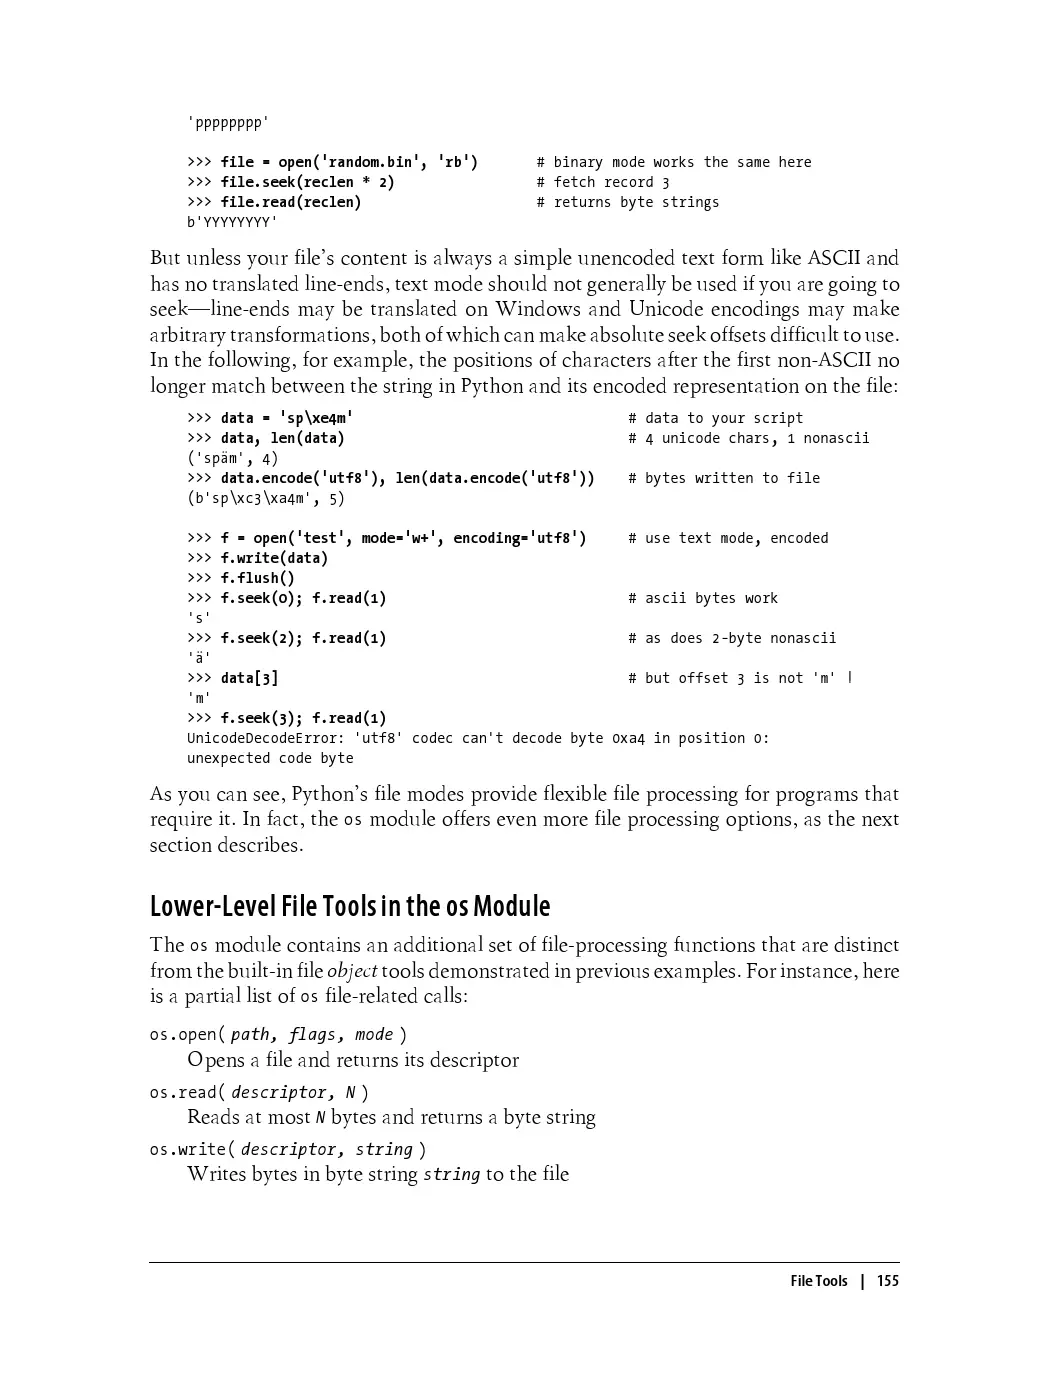 'pppppppp'
>>> file = open('random.bin', 'rb') # binary mode works the same here
>>> file.seek(reclen * 2) # fetch record 3
>>> file.read(reclen) # returns byte strings
b'YYYYYYYY'
But unless your file’s content is always a simple unencoded text form like ASCII and
has no translated line-ends, text mode should not generally be used if you are going to
seek—line-ends may be translated on Windows and Unicode encodings may make
arbitrary transformations, both of which can make absolute seek offsets difficult to use.
In the following, for example, the positions of characters after the first non-ASCII no
longer match between the string in Python and its encoded representation on the file:
>>> data = 'sp\xe4m' # data to your script
>>> data, len(data) # 4 unicode chars, 1 nonascii
('späm', 4)
>>> data.encode('utf8'), len(data.encode('utf8')) # bytes written to file
(b'sp\xc3\xa4m', 5)
>>> f = open('test', mode='w+', encoding='utf8') # use text mode, encoded
>>> f.write(data)
>>> f.flush()
>>> f.seek(0); f.read(1) # ascii bytes work
's'
>>> f.seek(2); f.read(1) # as does 2-byte nonascii
'ä'
>>> data[3] # but offset 3 is not 'm' |
'm'
>>> f.seek(3); f.read(1)
UnicodeDecodeError: 'utf8' codec can't decode byte 0xa4 in position 0:
unexpected code byte
As you can see, Python’s file modes provide flexible file processing for programs that
require it. In fact, the os module offers even more file processing options, as the next
section describes.
Lower-Level File Tools in the os Module
The os module contains an additional set of file-processing functions that are distinct
from the built-in file object tools demonstrated in previous examples. For instance, here
is a partial list of os file-related calls:
os.open( path, flags, mode )
Opens a file and returns its descriptor
os.read( descriptor, N )
Reads at most N bytes and returns a byte string
os.write( descriptor, string )
Writes bytes in byte string string to the file
File Tools | 155